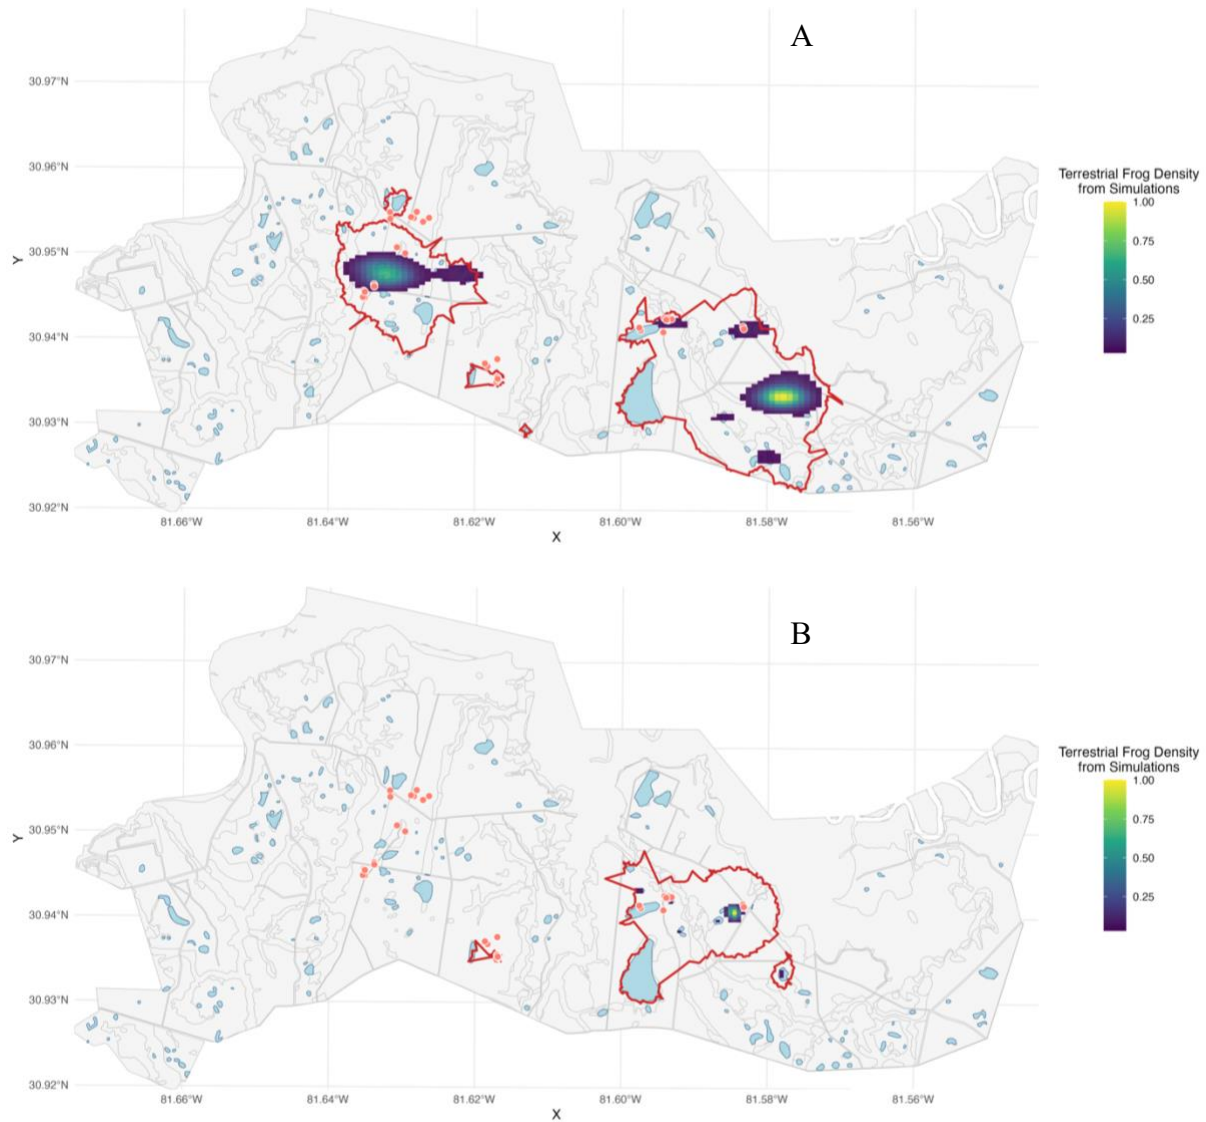 A
30.97°N
30.96°N
30.95°N
30.94°N
30.93°N
30.92°N
Y
81.66°W
81.64°W
81.62°W
81.60°W
81.58°W
81.56°W
X
Terrestrial Frog Density
from Simulations
1.00
0.75
0.50
0.25
B
30.97°N
30.96°N
30.95°N
30.94°N
30.93°N
30.92°N
Y
81.66°W
81.64°W
81.62°W
81.60°W
81.58°W
81.56°W
X
Terrestrial Frog Density
from Simulations
1.00
0.75
0.50
0.25